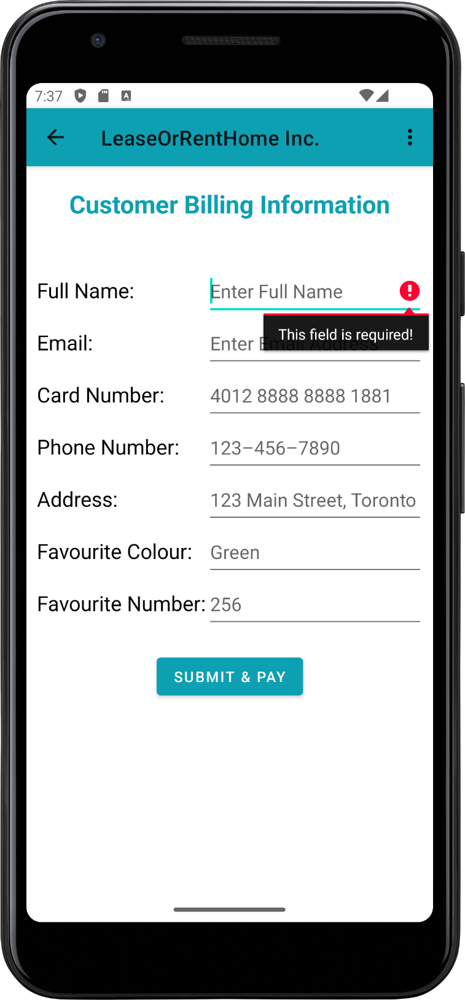 7:37 A
LeaseOrRentHome Inc.
Customer Billing Information
Full Name: Enter Full Name
This field is required!
Email: Enter Email Address
Card Number: 4012 8888 8888 1881
Phone Number: 123–456–7890
Address: 123 Main Street, Toronto
Favourite Colour: Green
Favourite Number: 256
SUBMIT & PAY